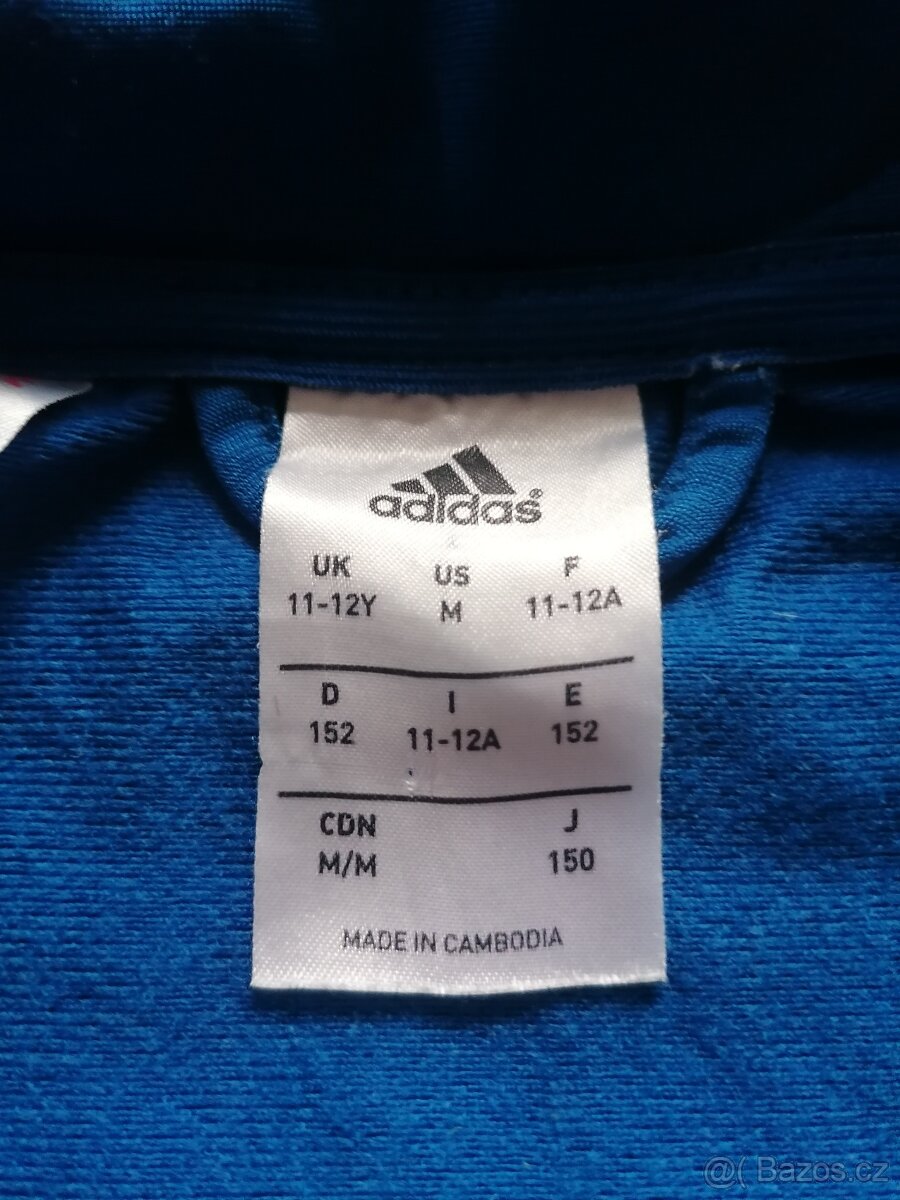 adidas®
UK US F
11-12Y M 11-12A
D I E
152 11-12A 152
CDN J
M/M 150
MADE IN CAMBODIA
@( Bazos.cz